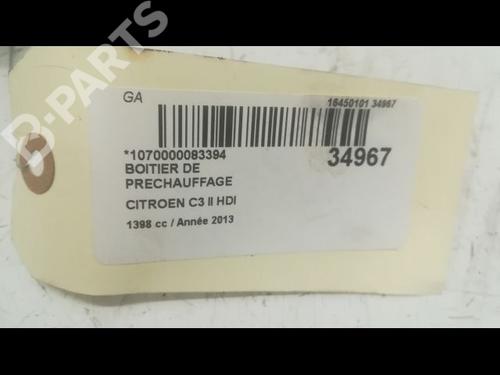 B-PARTS
GA
16450101 34967
*1070000083394
34967
BOITIER DE
PRECHAUFFAGE
CITROEN C3 II HDI
1398 cc / Année 2013